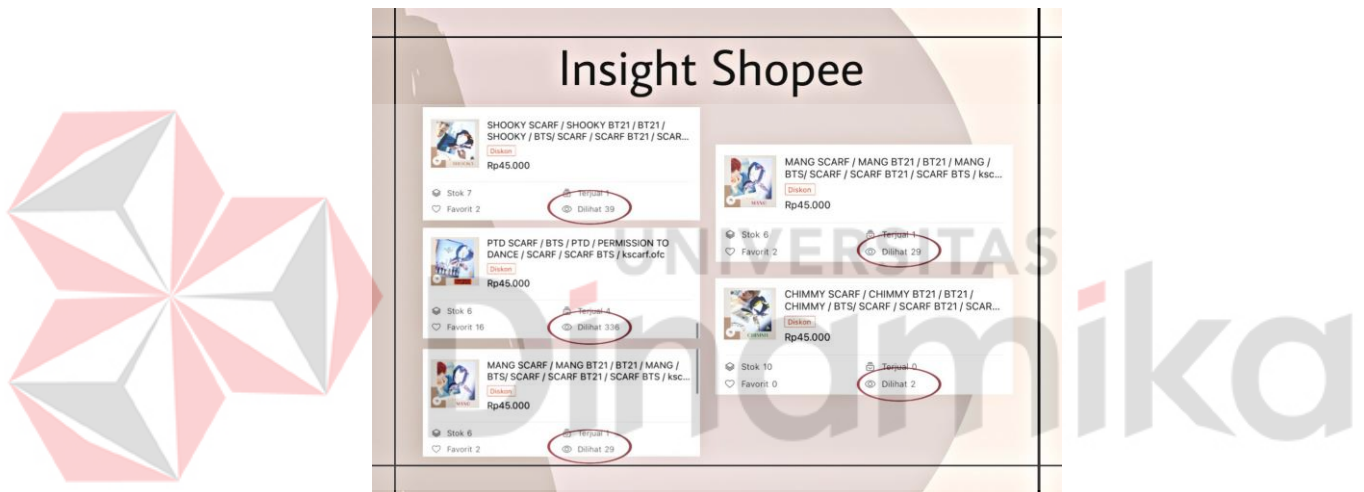 Insight Shopee
SHOOKY SCARF / SHOOKY BT21 / BT21 /
SHOOKY / BTS/ SCARF / SCARF BT21 / SCAR...
Diskon
Rp45.000
Stok 7
Terjual 1
Favorit 2
Dilihat 39
SHOOKY
PTD SCARF / BTS / PTD / PERMISSION TO
DANCE / SCARF / SCARF BTS / kscarf.ofc
Diskon
Rp45.000
Stok 6
Terjual 4
Favorit 16
Dilihat 336
MANG SCARF / MANG BT21 / BT21 / MANG /
BTS/ SCARF / SCARF BT21 / SCARF BTS / ksc...
Diskon
Rp45.000
MANG
Stok 6
Terjual 1
Favorit 2
Dilihat 29
MANG SCARF / MANG BT21 / BT21 / MANG /
BTS/ SCARF / SCARF BT21 / SCARF BTS / ksc...
Diskon
Rp45.000
MANG
Stok 6
Terjual 1
Favorit 2
Dilihat 29
CHIMMY SCARF / CHIMMY BT21 / BT21 /
CHIMMY / BTS/ SCARF / SCARF BT21 / SCAR...
Diskon
Rp45.000
CHIMMY
Stok 10
Terjual 0
Favorit 0
Dilihat 2
UNIVERSITAS
Dinamika